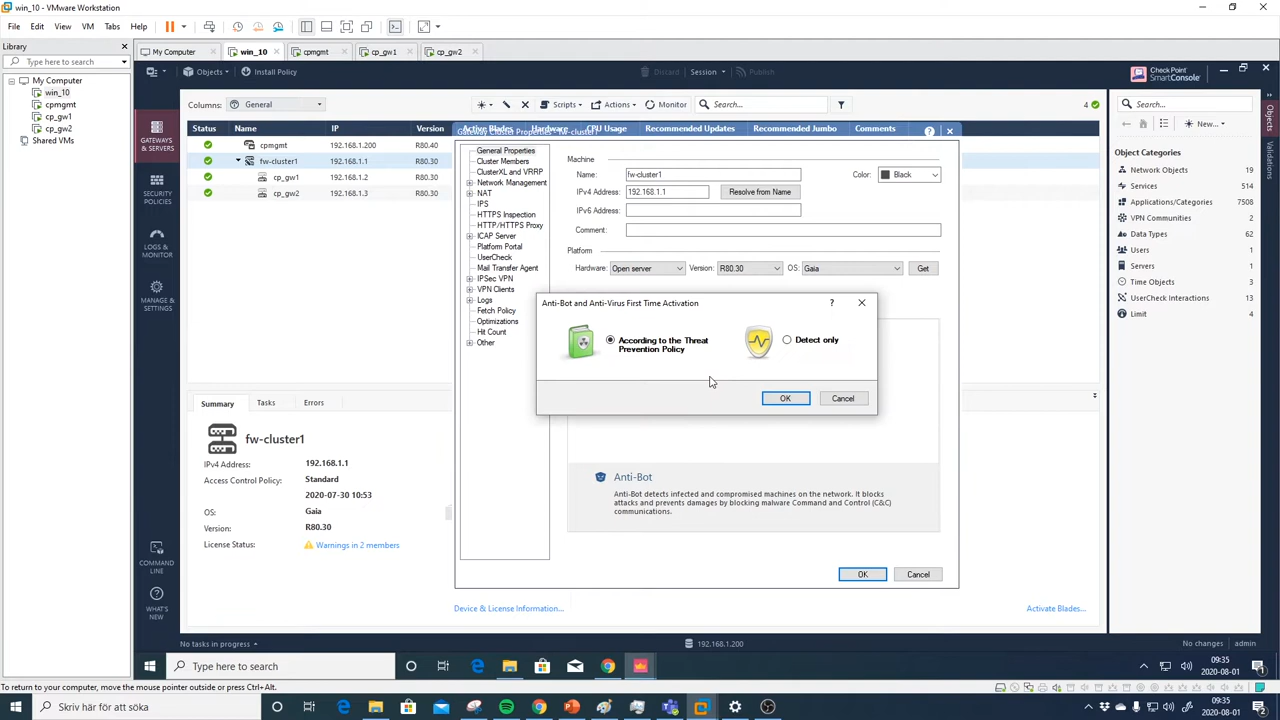 win_10 - VMware Workstation
File Edit View VM Tabs Help
Library
Type here to search
My Computer
win_10
cpmgmt
cp_gw1
cp_gw2
Shared VMs
My Computer win_10 cpmgmt cp_gw1 cp_gw2
Objects Install Policy
Discard Session Publish
Check Point
SmartConsole
GATEWAYS
& SERVERS
SECURITY
POLICIES
LOGS &
MONITOR
MANAGE &
SETTINGS
COMMAND
LINE
WHAT'S
NEW
Columns: General
Scripts Actions Monitor Search... 4
Status Name IP Version Active Blades Hardware CPU Usage Recommended Updates Recommended Jumbo Comments
Gateway Cluster Properties - fw-cluster1
cpmgmt 192.168.1.200 R80.40
fw-cluster1 192.168.1.1 R80.30
cp_gw1 192.168.1.2 R80.30
cp_gw2 192.168.1.3 R80.30
General Properties
Cluster Members
ClusterXL and VRRP
Network Management
NAT
IPS
HTTPS Inspection
HTTP/HTTPS Proxy
ICAP Server
Platform Portal
UserCheck
Mail Transfer Agent
IPSec VPN
VPN Clients
Logs
Fetch Policy
Optimizations
Hit Count
Other
Machine
Name: fw-cluster1 Color: Black
IPv4 Address: 192.168.1.1 Resolve from Name
IPv6 Address:
Comment:
Platform
Hardware: Open server Version: R80.30 OS: Gaia Get
Anti-Bot and Anti-Virus First Time Activation ?
According to the Threat
Prevention Policy
Detect only
OK Cancel
Anti-Bot
Anti-Bot detects infected and compromised machines on the network. It blocks
attacks and prevents damages by blocking malware Command and Control (C&C)
communications.
OK Cancel
Summary Tasks Errors
fw-cluster1
IPv4 Address: 192.168.1.1
Access Control Policy: Standard
2020-07-30 10:53
OS: Gaia
Version: R80.30
License Status: Warnings in 2 members
Device & License Information...
Activate Blades...
Search...
New...
Object Categories
Network Objects 19
Services 514
Applications/Categories 7508
VPN Communities 2
Data Types 62
Users 1
Servers 1
Time Objects 3
UserCheck Interactions 13
Limit 4
Objects
Validations
No tasks in progress 192.168.1.200 No changes admin
Type here to search
09:35
2020-08-01
To return to your computer, move the mouse pointer outside or press Ctrl+Alt.
Skriv här för att söka
09:35
2020-08-01